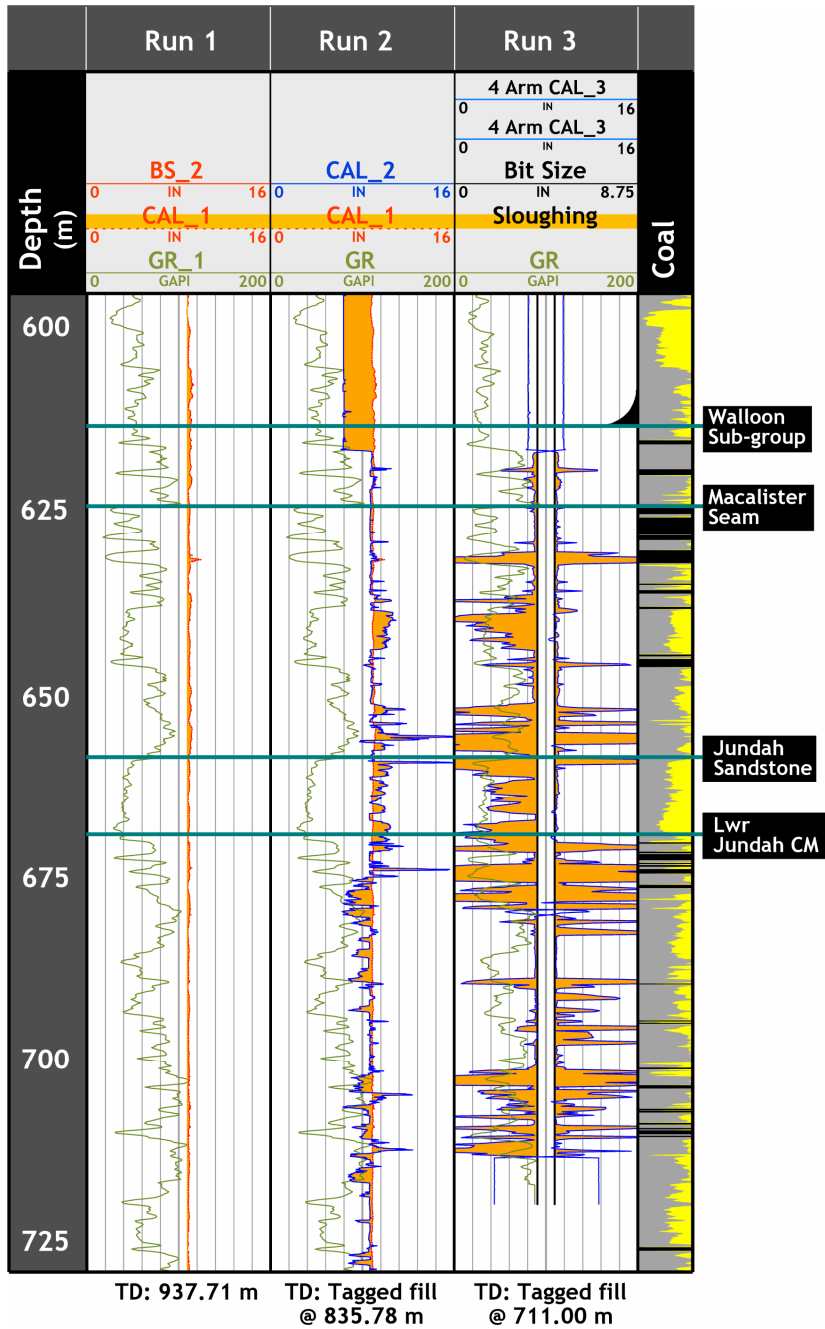 Run 1
Run 2
Run 3
Depth
(m)
BS_2
0 IN 16
CAL_1
0 IN 16
GR_1
0 GAPI 200
CAL_2
0 IN 16
CAL_1
0 IN 16
GR
0 GAPI 200
4 Arm CAL_3
0 IN 16
4 Arm CAL_3
0 IN 16
Bit Size
0 IN 8.75
Sloughing
GR
0 GAPI 200
Coal
600
625
650
675
700
725
Walloon
Sub-group
Macalister
Seam
Jundah
Sandstone
Lwr
Jundah CM
TD: 937.71 m
TD: Tagged fill
@ 835.78 m
TD: Tagged fill
@ 711.00 m